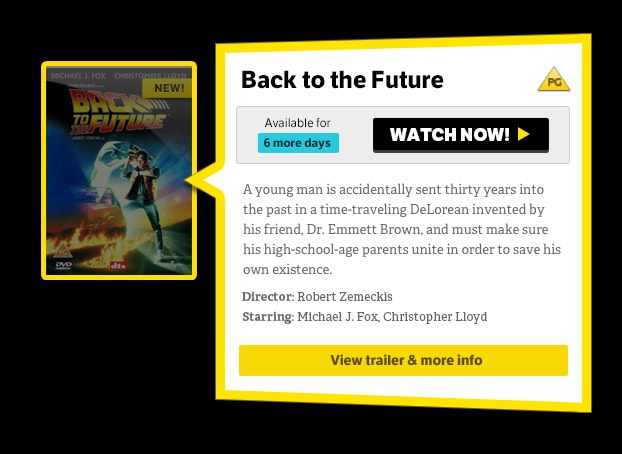 MICHAEL J. FOX CHRISTOPHER LLOYD
NEW!
BACK
TO
THE FUTURE
PG
DVD
dts
Back to the Future
PG
Available for
6 more days
WATCH NOW!
A young man is accidentally sent thirty years into
the past in a time-traveling DeLorean invented by
his friend, Dr. Emmett Brown, and must make sure
his high-school-age parents unite in order to save his
own existence.
Director: Robert Zemeckis
Starring: Michael J. Fox, Christopher Lloyd
View trailer & more info